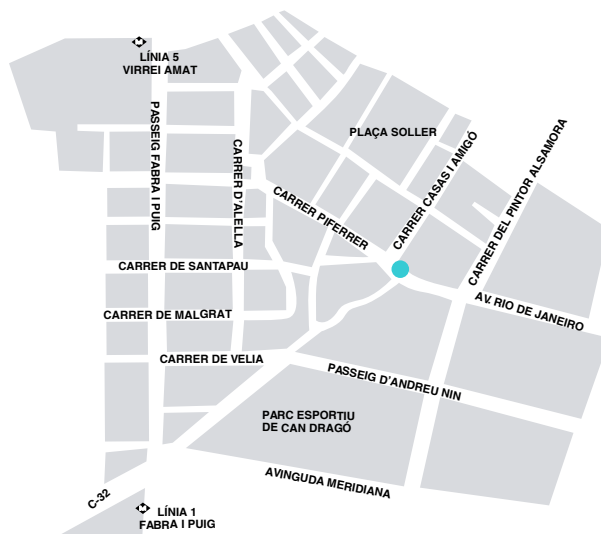 LÍNIA 5
VIRREI AMAT
PASSEIG FABRA I PUIG
CARRER D'ALELLA
PLAÇA SOLLER
CARRER CASAS I AMIGÓ
CARRER DEL PINTOR ALSAMORA
CARRER PIFERRER
CARRER DE SANTAPAU
AV. RIO DE JANEIRO
CARRER DE MALGRAT
CARRER DE VELIA
PASSEIG D'ANDREU NIN
PARC ESPORTIU
DE CAN DRAGÓ
AVINGUDA MERIDIANA
C-32
LÍNIA 1
FABRA I PUIG